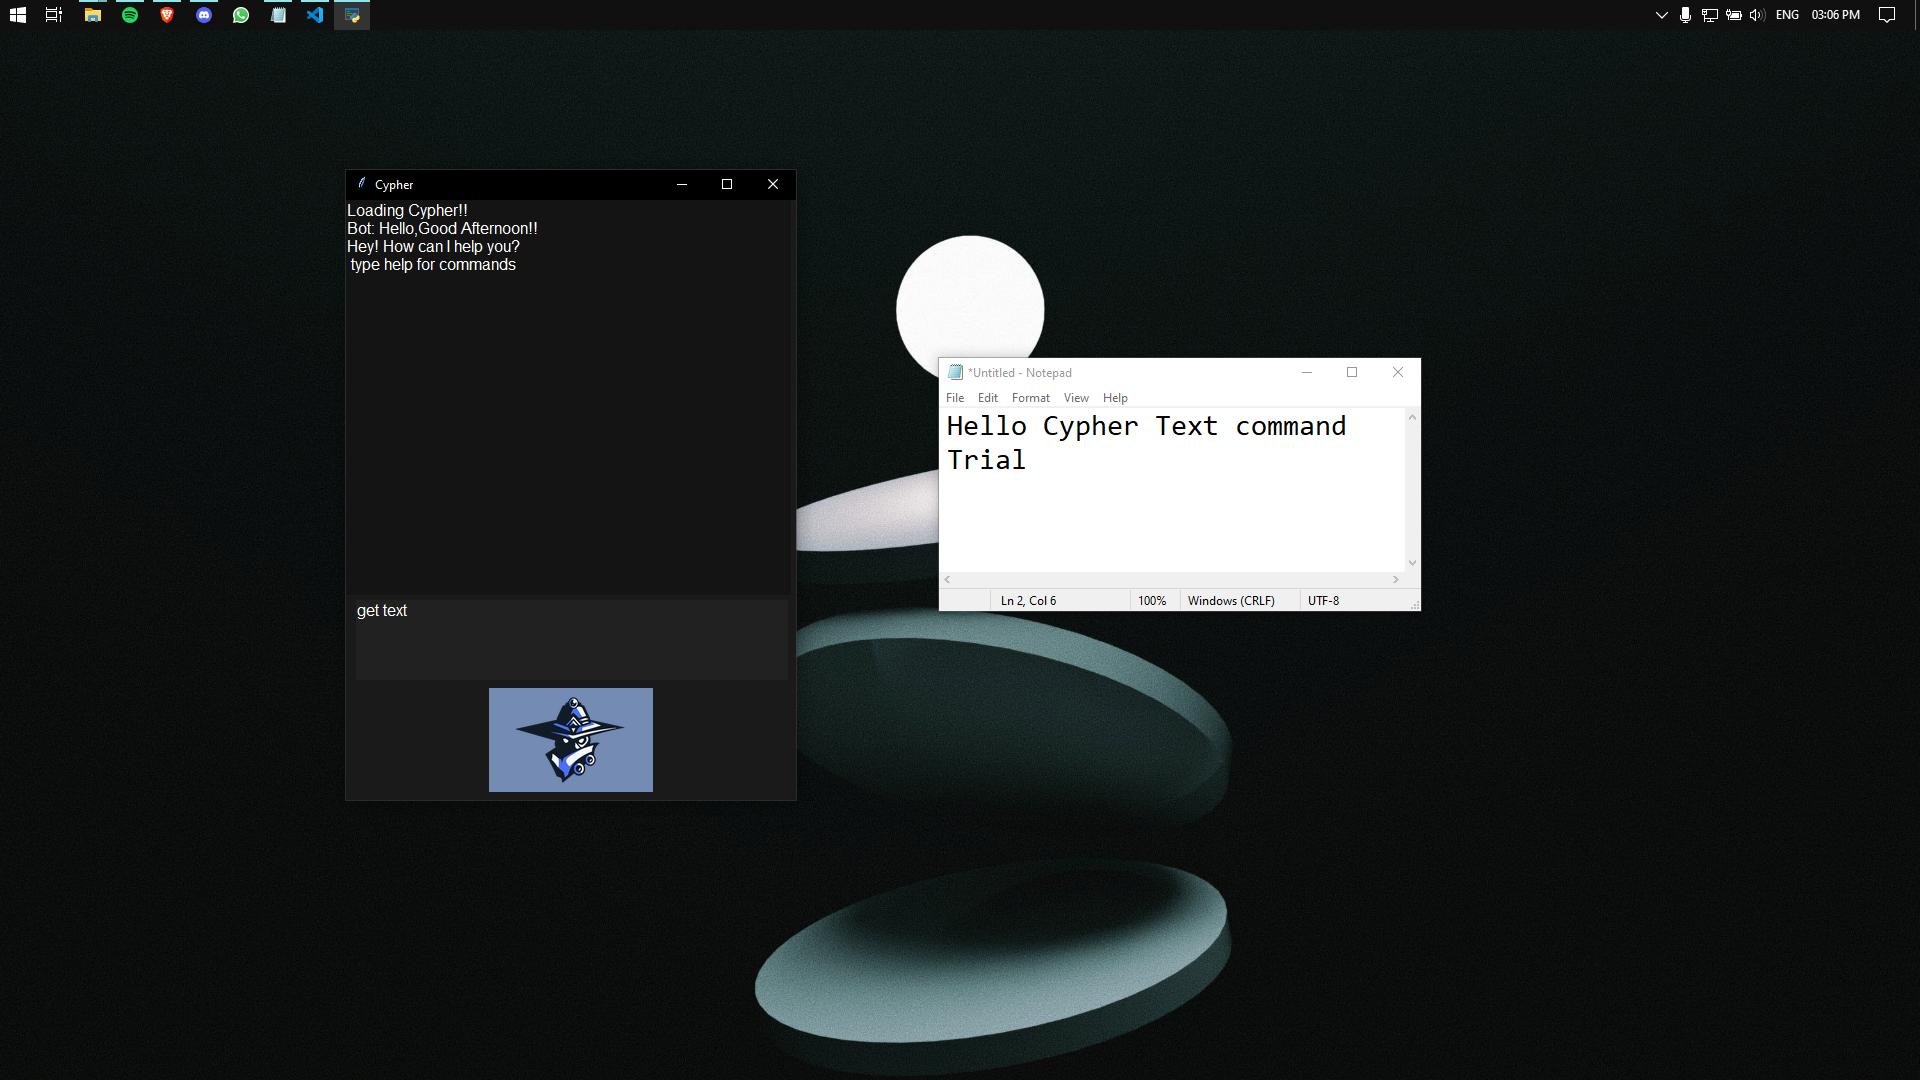 ENG
03:06 PM
Cypher
Loading Cypher!!
Bot: Hello,Good Afternoon!!
Hey! How can I help you?
type help for commands
get text
*Untitled - Notepad
File Edit Format View Help
Hello Cypher Text command
Trial
Ln 2, Col 6
100%
Windows (CRLF)
UTF-8